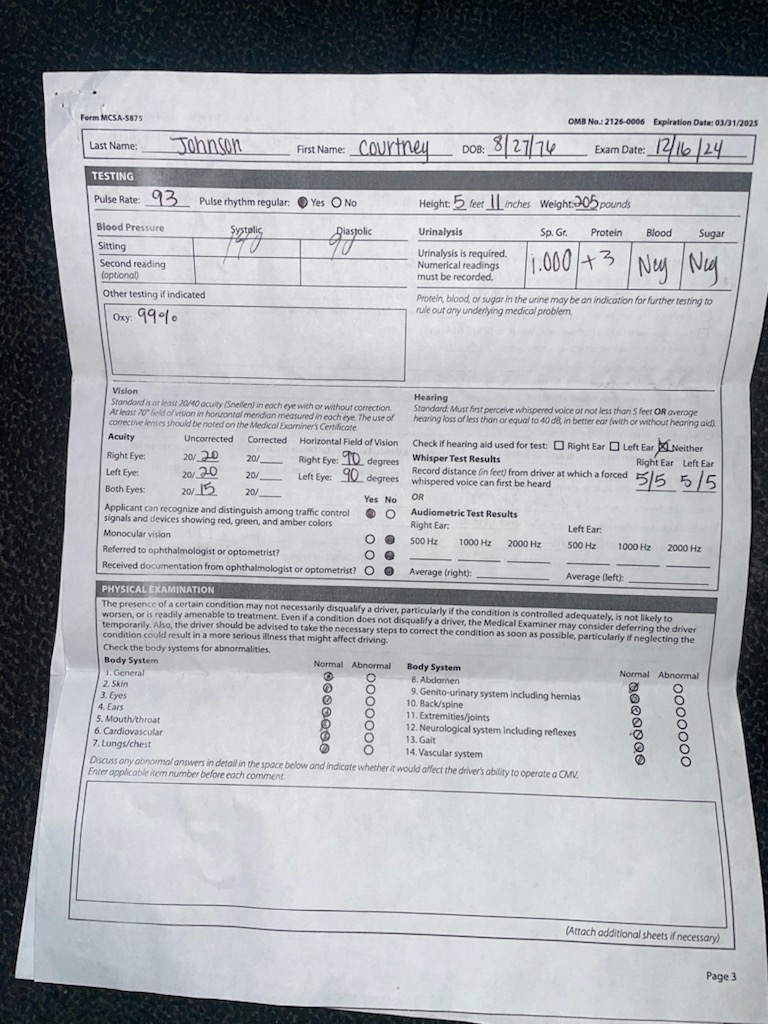 Form MCSA-5875
OMB No.: 2126-0006 Expiration Date: 03/31/2025
Last Name: Johnson First Name: Courtney DOB: 8/27/76 Exam Date: 12/16/24
TESTING
Pulse Rate: 93 Pulse rhythm regular: Yes No Height: 5 feet 11 inches Weight: 205 pounds
Blood Pressure Systolic Diastolic
Sitting
Second reading
(optional)
Urinalysis Sp. Gr. Protein Blood Sugar
Urinalysis is required.
Numerical readings
must be recorded.
1.000 +3 Neg Neg
Other testing if indicated
Oxy: 99%
Protein, blood, or sugar in the urine may be an indication for further testing to
rule out any underlying medical problem.
Vision
Standard is at least 20/40 acuity (Snellen) in each eye with or without correction.
At least 70° field of vision in horizontal meridian measured in each eye. The use of
corrective lenses should be noted on the Medical Examiner's Certificate.
Acuity Uncorrected Corrected Horizontal Field of Vision
Right Eye: 20/ 20 20/ Right Eye: 90 degrees
Left Eye: 20/ 20 20/ Left Eye: 90 degrees
Both Eyes: 20/ 15 20/
Yes No
Applicant can recognize and distinguish among traffic control
signals and devices showing red, green, and amber colors
Monocular vision
Referred to ophthalmologist or optometrist?
Received documentation from ophthalmologist or optometrist?
Hearing
Standard: Must first perceive whispered voice at not less than 5 feet OR average
hearing loss of less than or equal to 40 dB, in better ear (with or without hearing aid).
Check if hearing aid used for test: Right Ear Left Ear Neither
Whisper Test Results Right Ear Left Ear
Record distance (in feet) from driver at which a forced
whispered voice can first be heard
5/5 5/5
OR
Audiometric Test Results
Right Ear: Left Ear:
500 Hz 1000 Hz 2000 Hz 500 Hz 1000 Hz 2000 Hz
Average (right): Average (left):
PHYSICAL EXAMINATION
The presence of a certain condition may not necessarily disqualify a driver, particularly if the condition is controlled adequately, is not likely to
worsen, or is readily amenable to treatment. Even if a condition does not disqualify a driver, the Medical Examiner may consider deferring the driver
temporarily. Also, the driver should be advised to take the necessary steps to correct the condition as soon as possible, particularly if neglecting the
condition could result in a more serious illness that might affect driving.
Check the body systems for abnormalities.
Body System Normal Abnormal
1. General
2. Skin
3. Eyes
4. Ears
5. Mouth/throat
6. Cardiovascular
7. Lungs/chest
Body System Normal Abnormal
8. Abdomen
9. Genito-urinary system including hernias
10. Back/spine
11. Extremities/joints
12. Neurological system including reflexes
13. Gait
14. Vascular system
Discuss any abnormal answers in detail in the space below and indicate whether it would affect the driver's ability to operate a CMV.
Enter applicable item number before each comment.
(Attach additional sheets if necessary)
Page 3